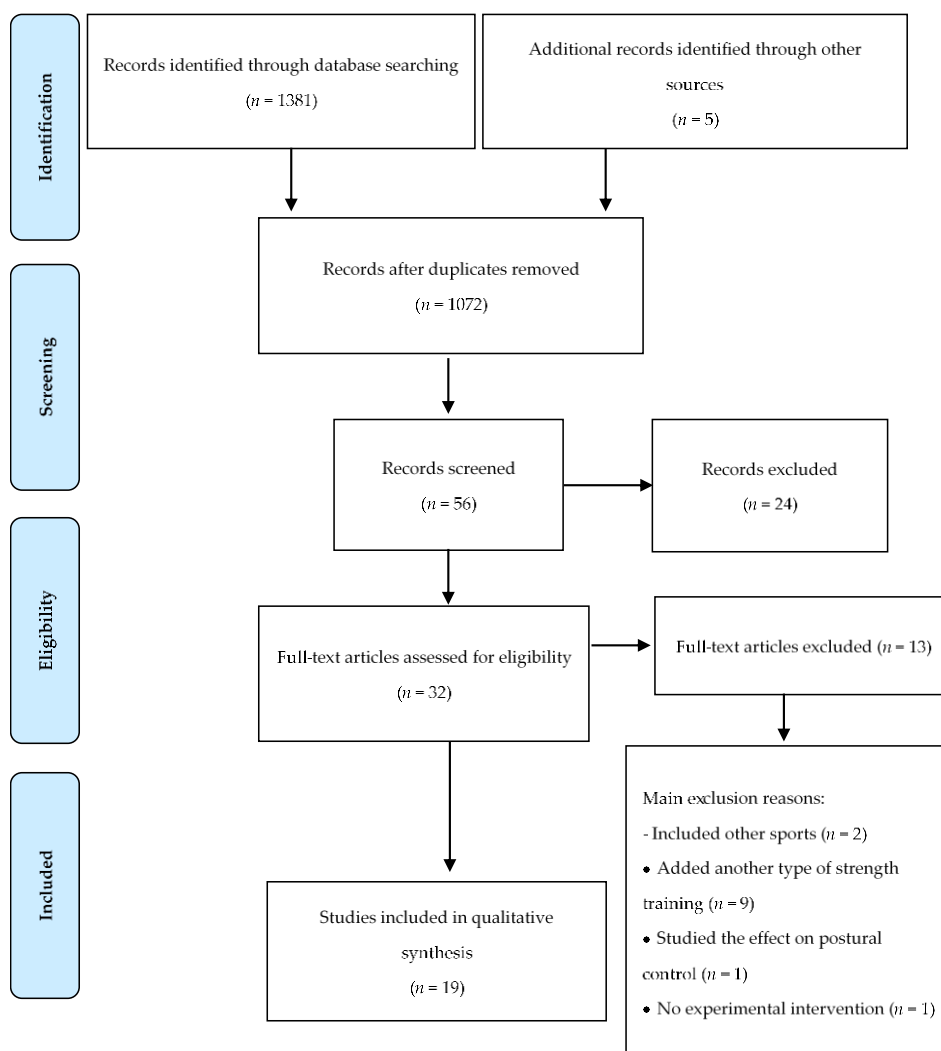 Identification
Records identified through database searching
(n = 1381)
Additional records identified through other
sources
(n = 5)
Records after duplicates removed
(n = 1072)
Screening
Records screened
(n = 56)
Records excluded
(n = 24)
Eligibility
Full-text articles assessed for eligibility
(n = 32)
Full-text articles excluded (n = 13)
Main exclusion reasons:
- Included other sports (n = 2)
• Added another type of strength
training (n = 9)
• Studied the effect on postural
control (n = 1)
• No experimental intervention (n = 1)
Included
Studies included in qualitative
synthesis
(n = 19)